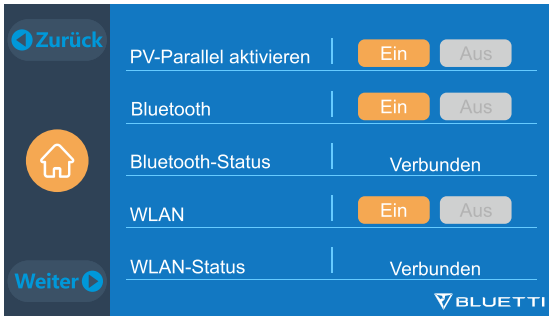 Zurück
PV-Parallel aktivieren Ein Aus
Bluetooth Ein Aus
Bluetooth-Status Verbunden
WLAN Ein Aus
WLAN-Status Verbunden
Weiter
BLUETTI